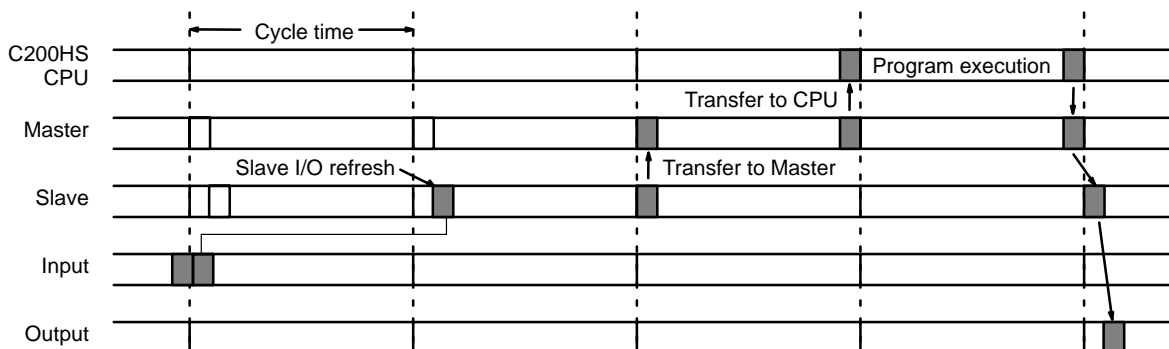 Cycle time
C200HS
CPU
Program execution
Transfer to CPU
Master
Slave I/O refresh
Transfer to Master
Slave
Input
Output